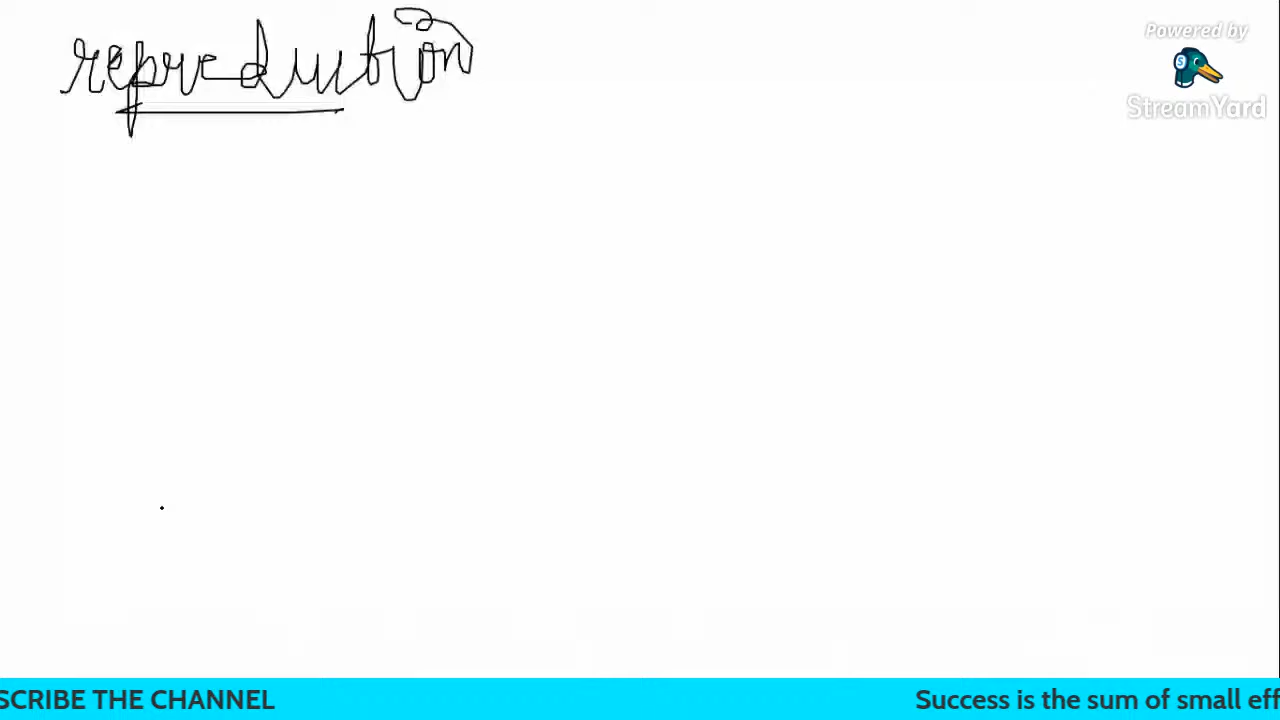 reproduction
Powered by
StreamYard
SCRIBE THE CHANNEL
Success is the sum of small eff